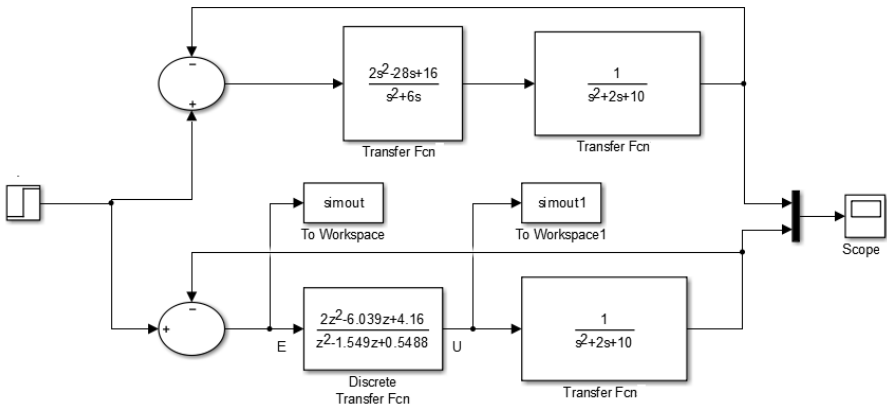 −
+
2s²-28s+16
s²+6s
Transfer Fcn
1
s²+2s+10
Transfer Fcn
simout
To Workspace
simout1
To Workspace1
Scope
−
+
E
2z²-6.039z+4.16
z²-1.549z+0.5488
Discrete
Transfer Fcn
U
1
s²+2s+10
Transfer Fcn